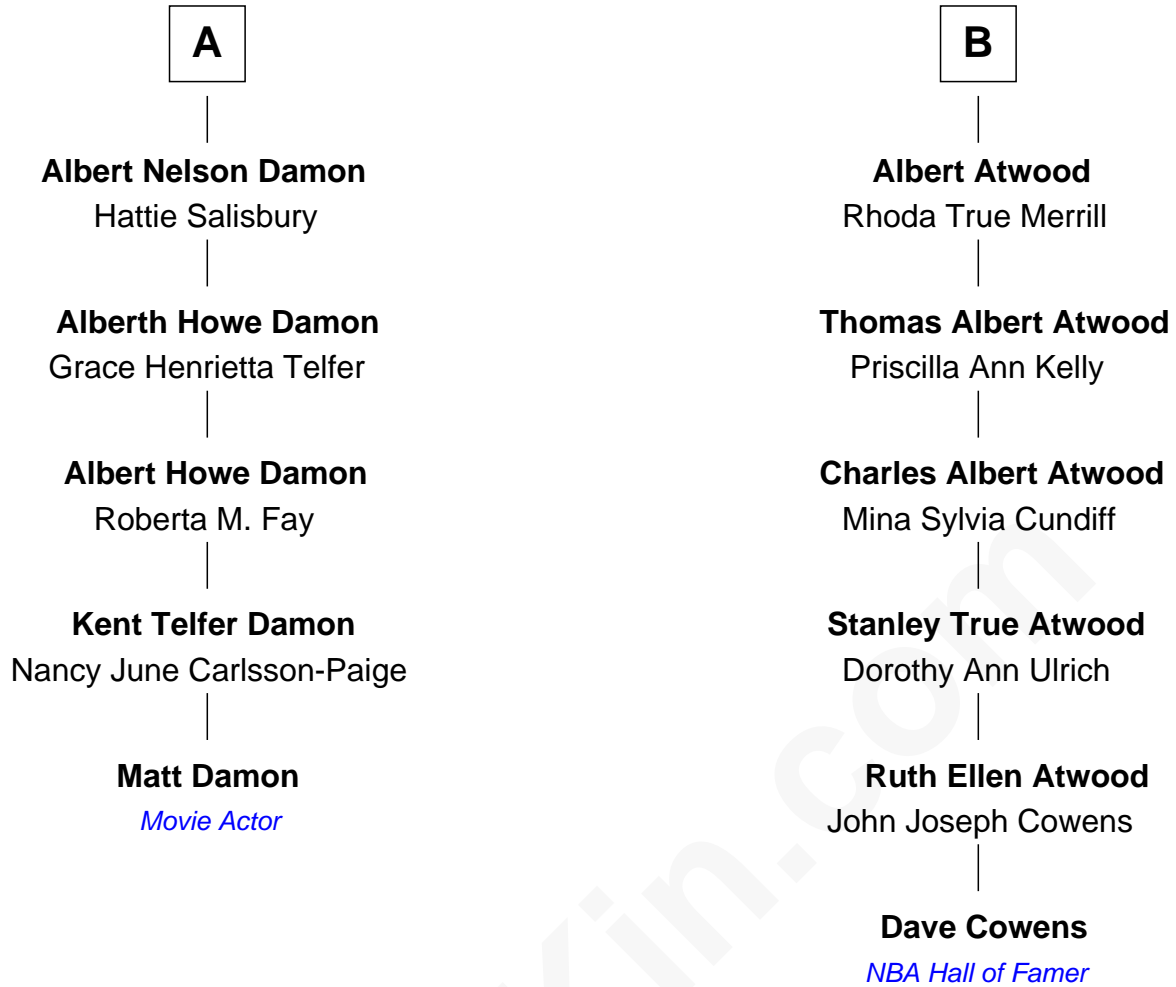 A
Albert Nelson Damon
Hattie Salisbury
Alberth Howe Damon
Grace Henrietta Telfer
Albert Howe Damon
Roberta M. Fay
Kent Telfer Damon
Nancy June Carlsson-Paige
Matt Damon
Movie Actor
B
Albert Atwood
Rhoda True Merrill
Thomas Albert Atwood
Priscilla Ann Kelly
Charles Albert Atwood
Mina Sylvia Cundiff
Stanley True Atwood
Dorothy Ann Ulrich
Ruth Ellen Atwood
John Joseph Cowens
Dave Cowens
NBA Hall of Famer
Kin.com